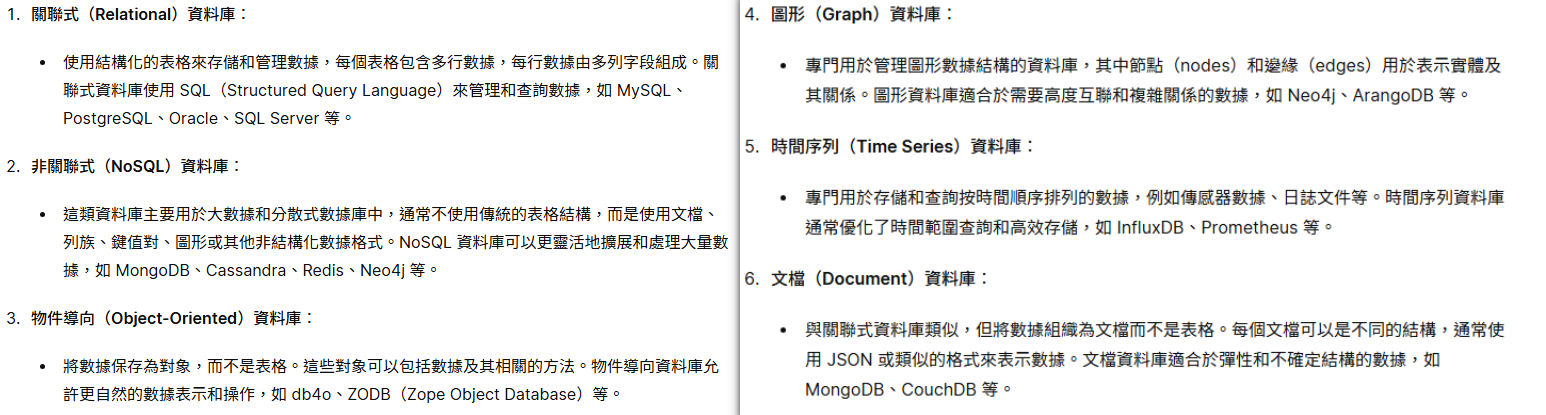 1. 關聯式（Relational）資料庫：
• 使用結構化的表格來存儲和管理數據，每個表格包含多行數據，每行數據由多列字段組成。關
聯式資料庫使用 SQL（Structured Query Language）來管理和查詢數據，如 MySQL、
PostgreSQL、Oracle、SQL Server 等。
2. 非關聯式（NoSQL）資料庫：
• 這類資料庫主要用於大數據和分散式數據庫中，通常不使用傳統的表格結構，而是使用文檔、
列族、鍵值對、圖形或其他非結構化數據格式。NoSQL 資料庫可以更靈活地擴展和處理大量數
據，如 MongoDB、Cassandra、Redis、Neo4j 等。
3. 物件導向（Object-Oriented）資料庫：
• 將數據保存為對象，而不是表格。這些對象可以包括數據及其相關的方法。物件導向資料庫允
許更自然的數據表示和操作，如 db4o、ZODB（Zope Object Database）等。
4. 圖形（Graph）資料庫：
• 專門用於管理圖形數據結構的資料庫，其中節點（nodes）和邊緣（edges）用於表示實體及
其關係。圖形資料庫適合於需要高度互聯和複雜關係的數據，如 Neo4j、ArangoDB 等。
5. 時間序列（Time Series）資料庫：
• 專門用於存儲和查詢按時間順序排列的數據，例如傳感器數據、日誌文件等。時間序列資料庫
通常優化了時間範圍查詢和高效存儲，如 InfluxDB、Prometheus 等。
6. 文檔（Document）資料庫：
• 與關聯式資料庫類似，但將數據組織為文檔而不是表格。每個文檔可以是不同的結構，通常使
用 JSON 或類似的格式來表示數據。文檔資料庫適合於彈性和不確定結構的數據，如
MongoDB、CouchDB 等。